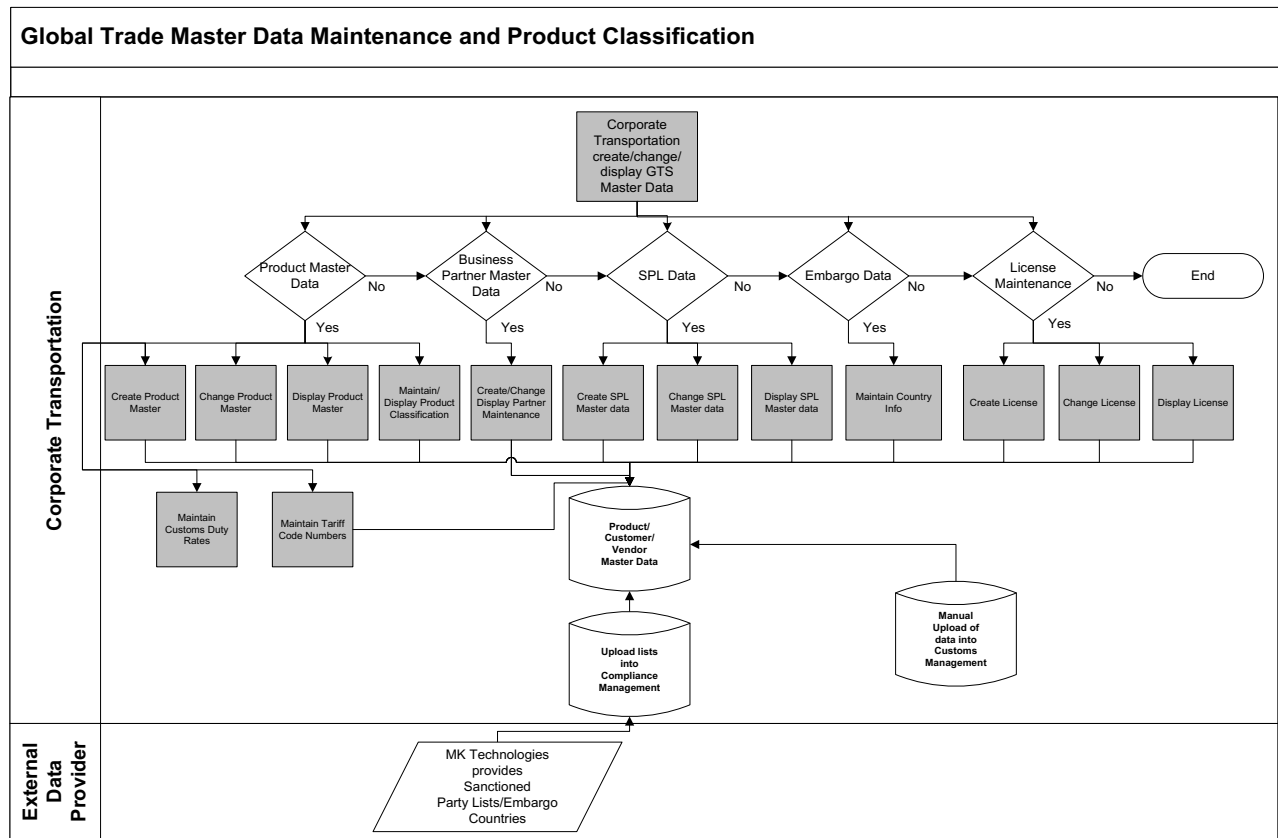 Global Trade Master Data Maintenance and Product Classification
Corporate Transportation
Corporate
Transportation
create/change/
display GTS
Master Data
Product Master
Data
No
Yes
Business
Partner Master
Data
No
Yes
SPL Data
No
Yes
Embargo Data
No
Yes
License
Maintenance
No
Yes
End
Create Product
Master
Change Product
Master
Display Product
Master
Maintain/
Display Product
Classification
Create/Change
Display Partner
Maintenance
Create SPL
Master data
Change SPL
Master data
Display SPL
Master data
Maintain Country
Info
Create License
Change License
Display License
Maintain
Customs Duty
Rates
Maintain Tariff
Code Numbers
Product/
Customer/
Vendor
Master Data
Manual
Upload of
data into
Customs
Management
Upload lists
into
Compliance
Management
External
Data
Provider
MK Technologies
provides
Sanctioned
Party Lists/Embargo
Countries